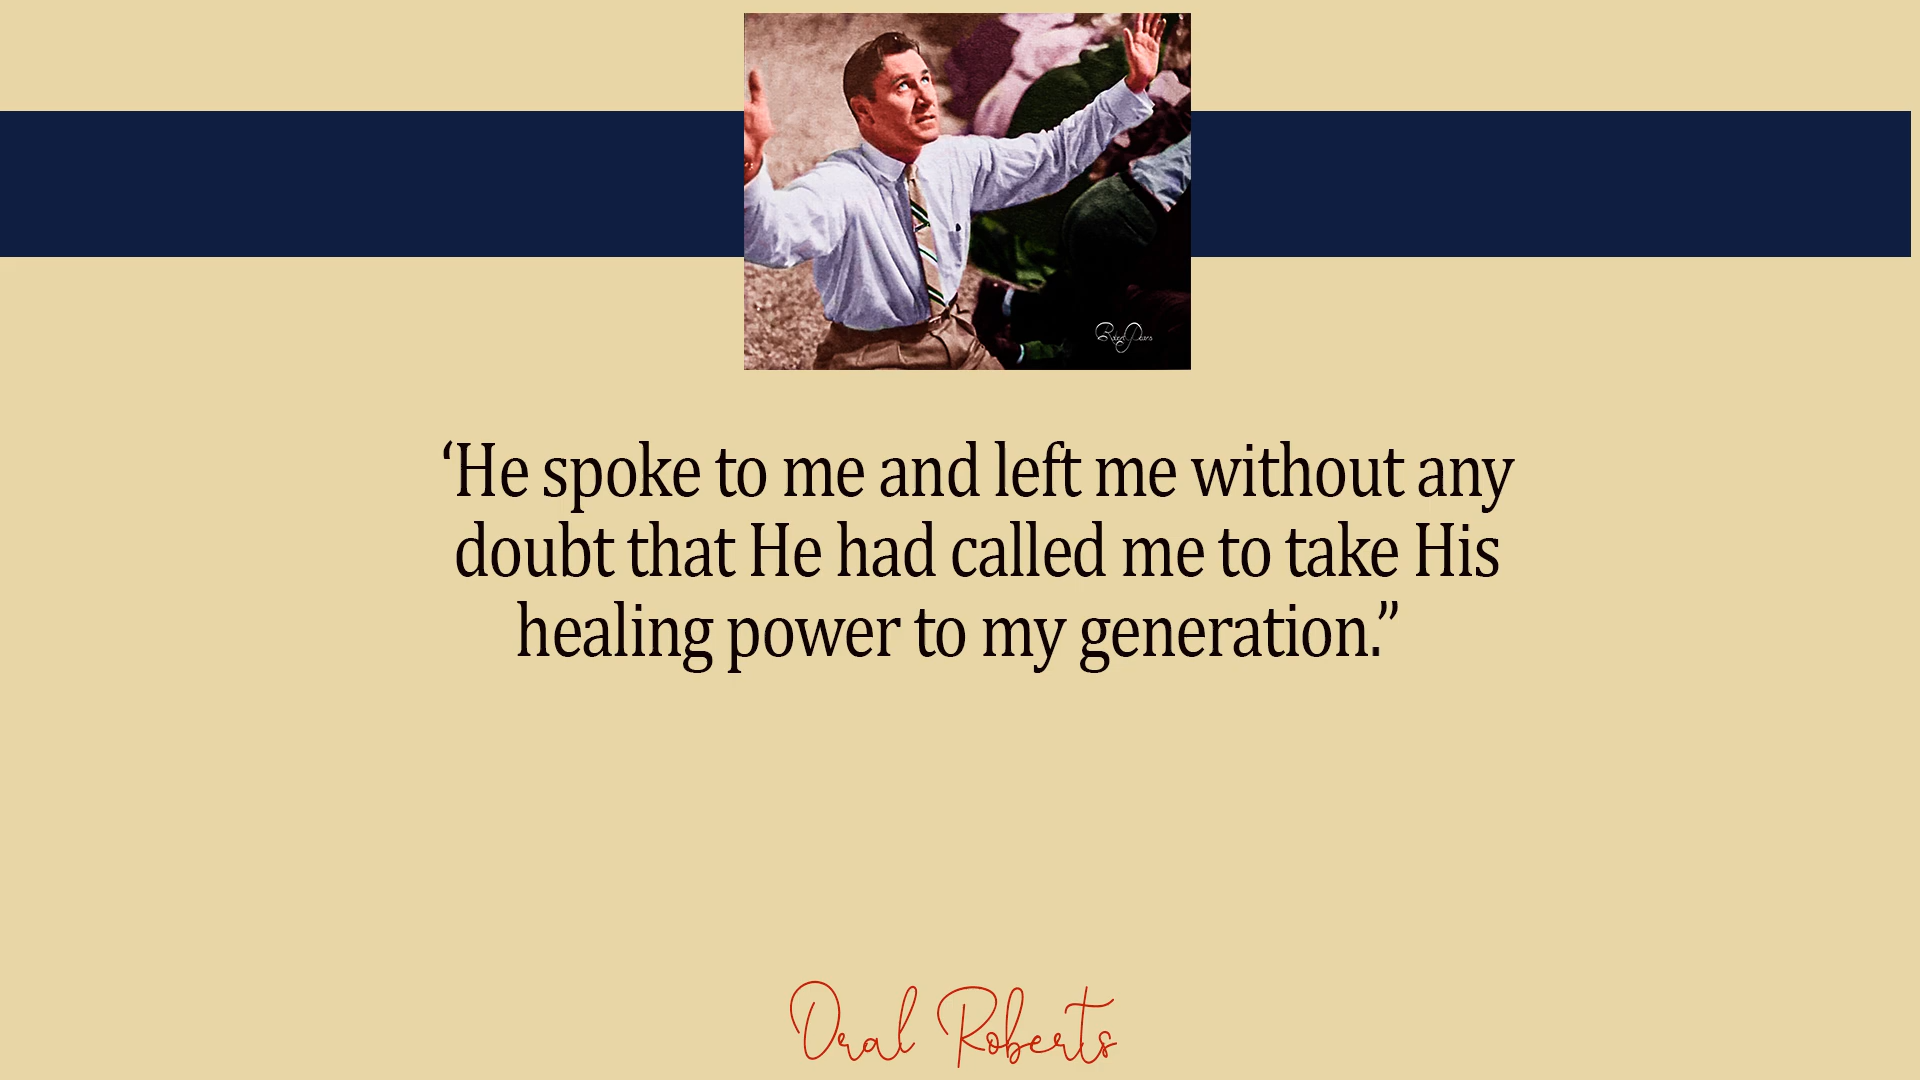 ‘He spoke to me and left me without any
doubt that He had called me to take His
healing power to my generation.”
Oral Roberts